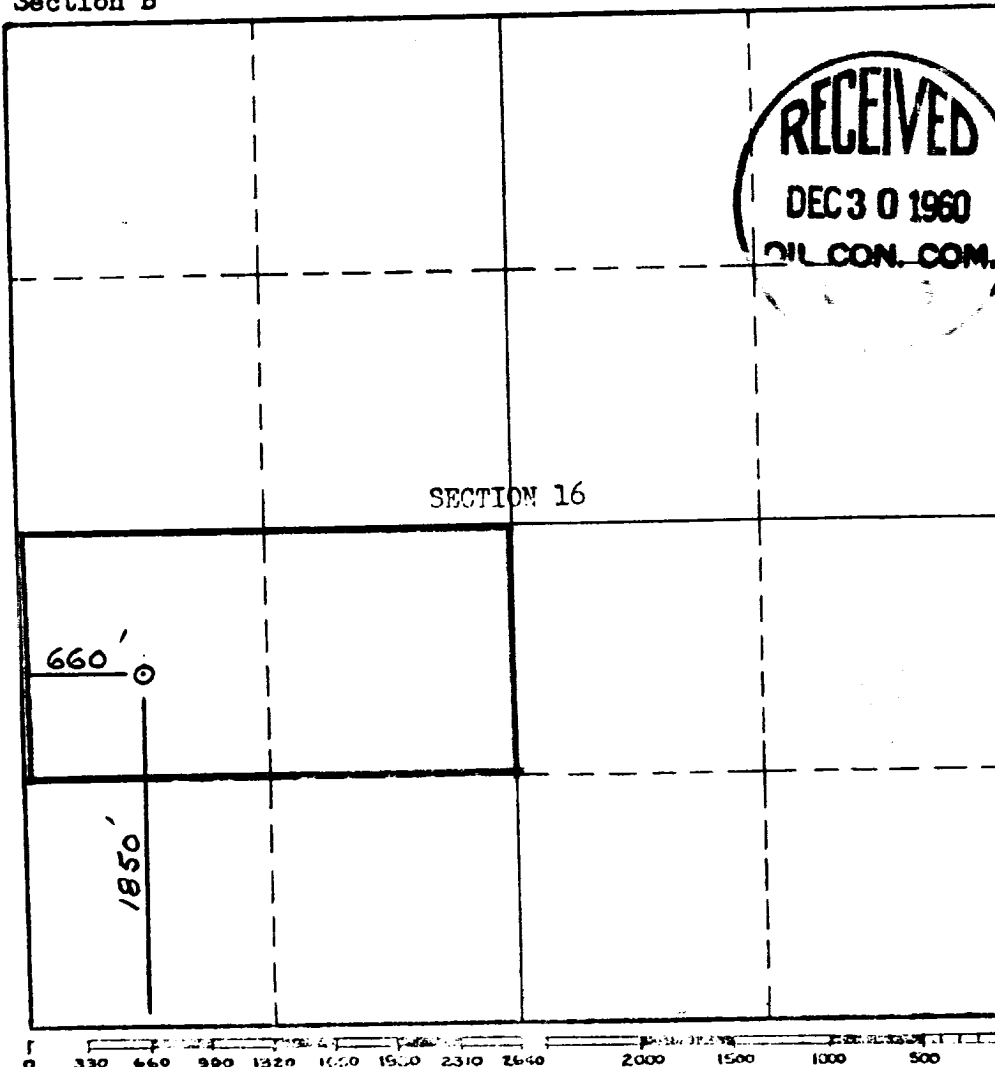 Section B
RECEIVED
DEC 3 0 1960
OIL CON. COM.
SECTION 16
660'
1850'
0 330 660 990 1320 1650 1980 2310 2640 2000 1500 1000 500